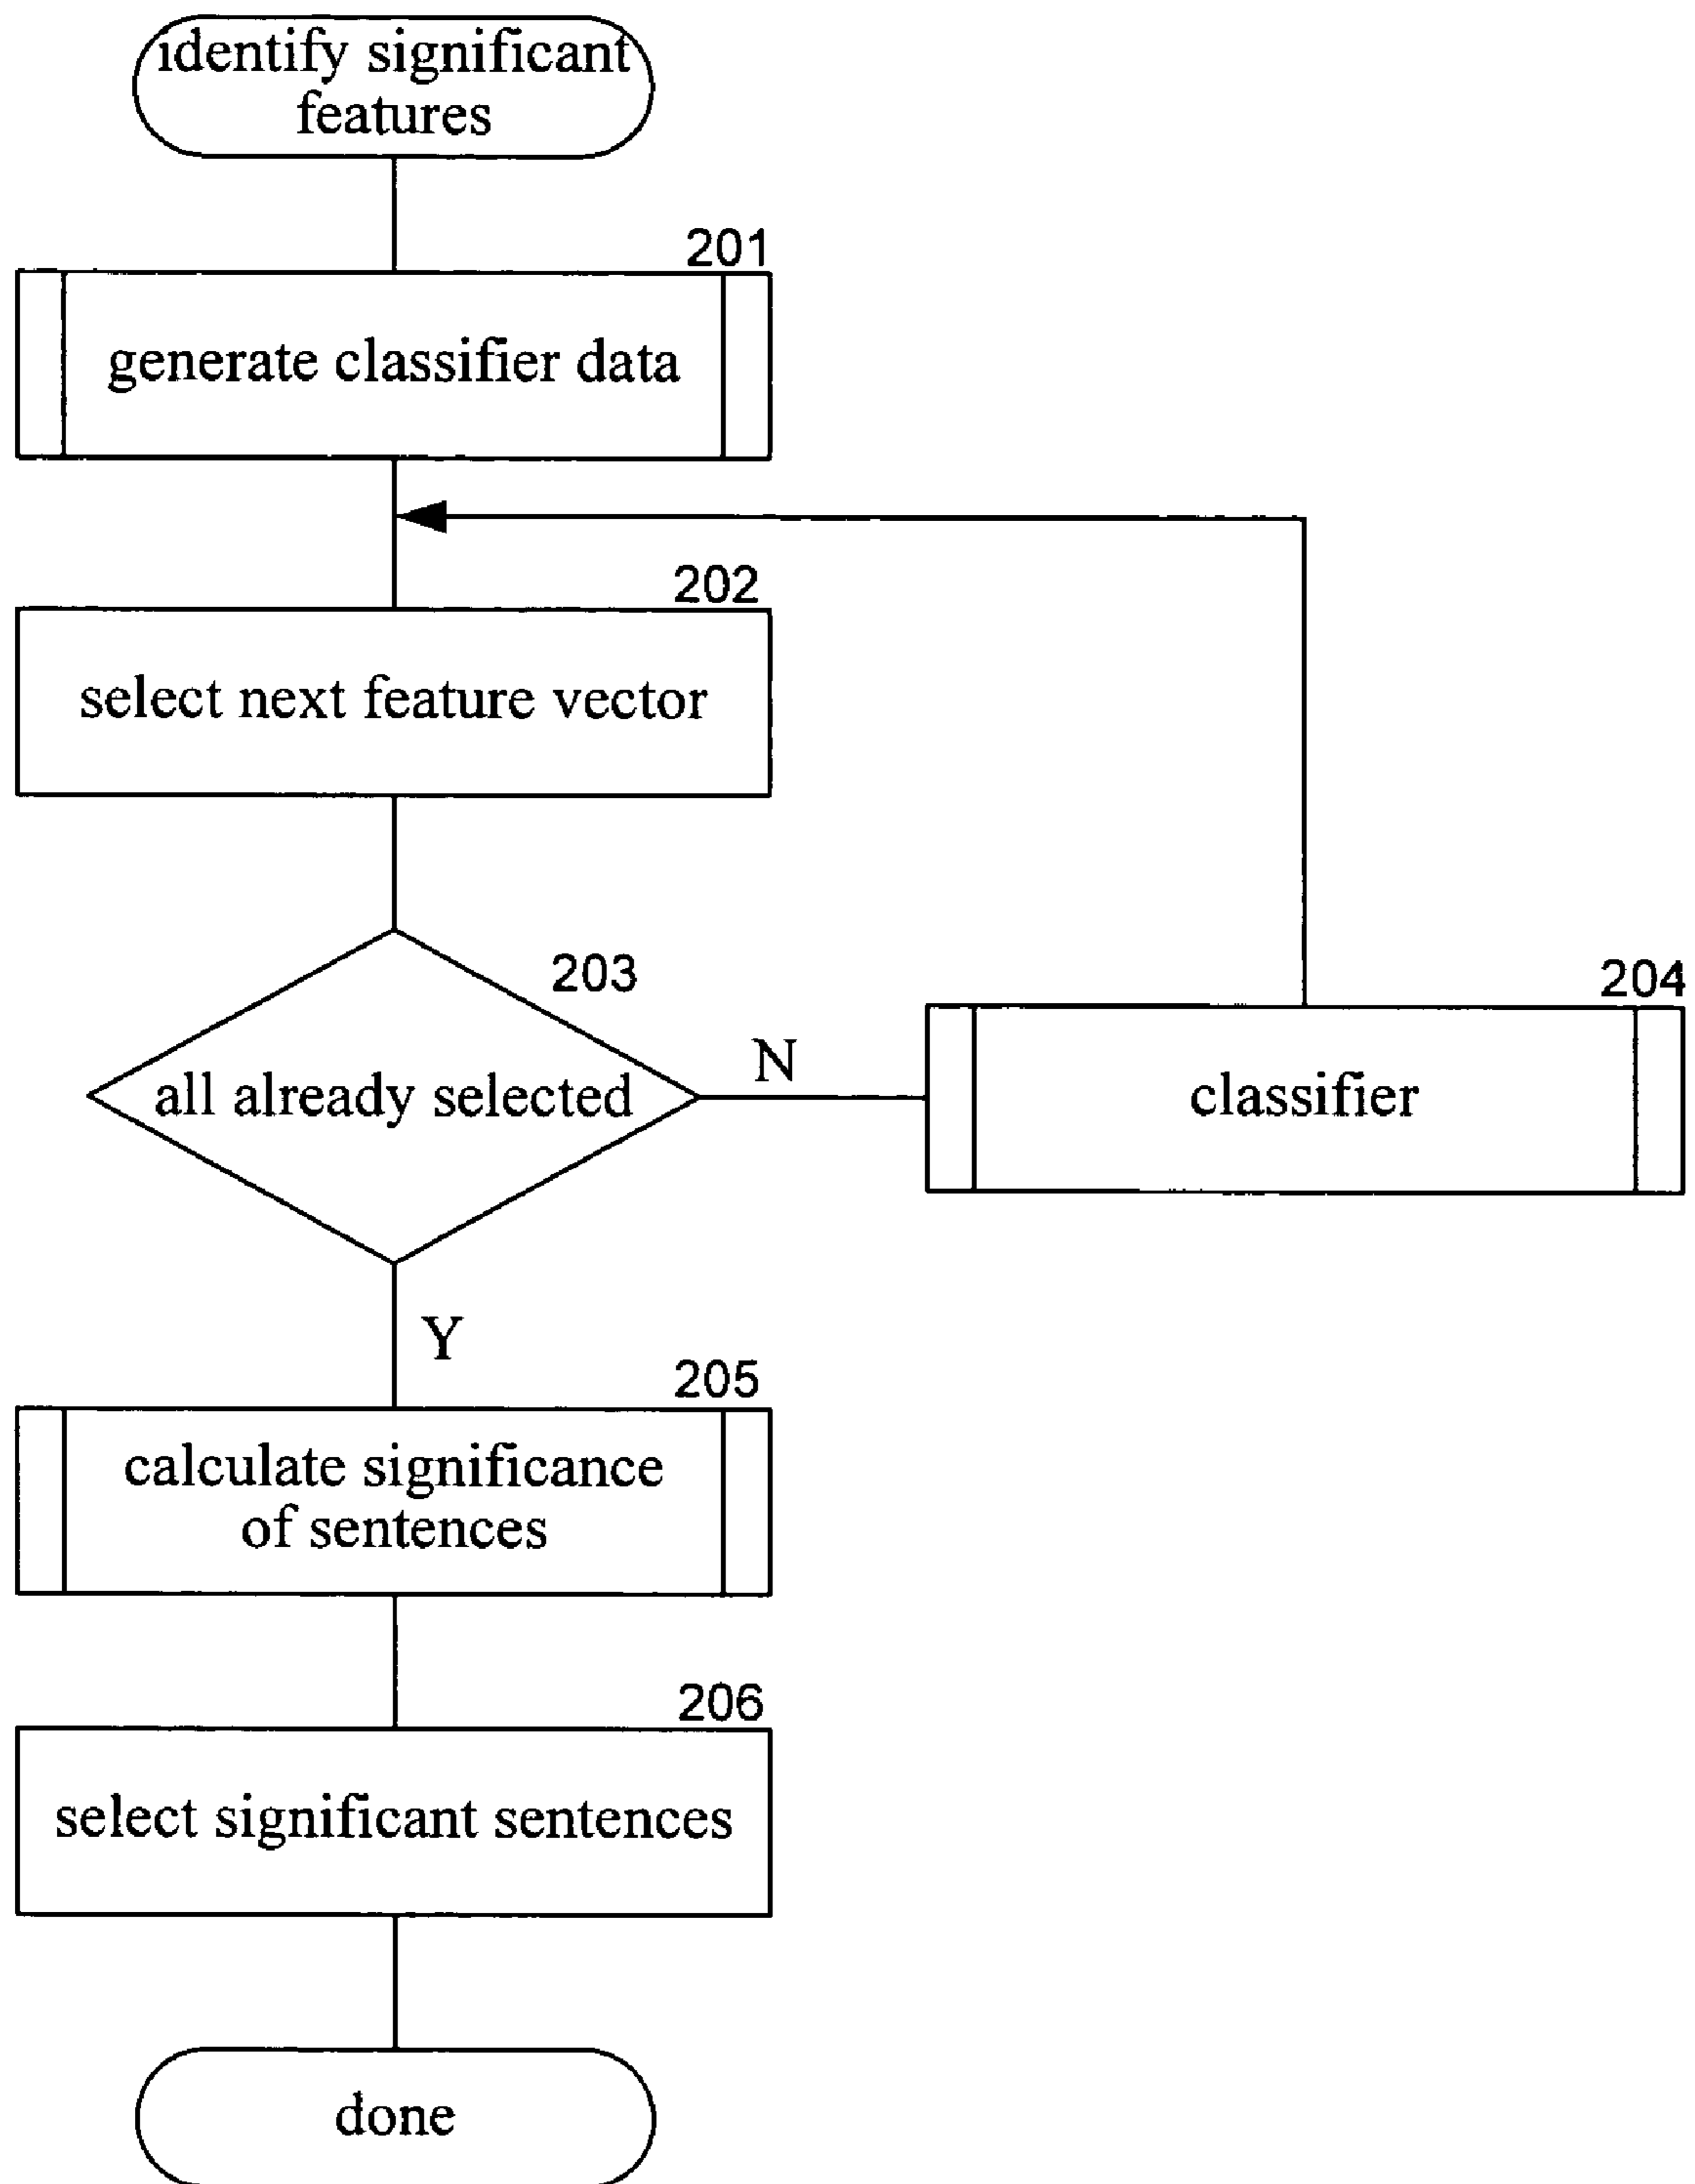 identify significant
features
201
generate classifier data
202
select next feature vector
203
all already selected
N
204
classifier
Y
205
calculate significance
of sentences
206
select significant sentences
done